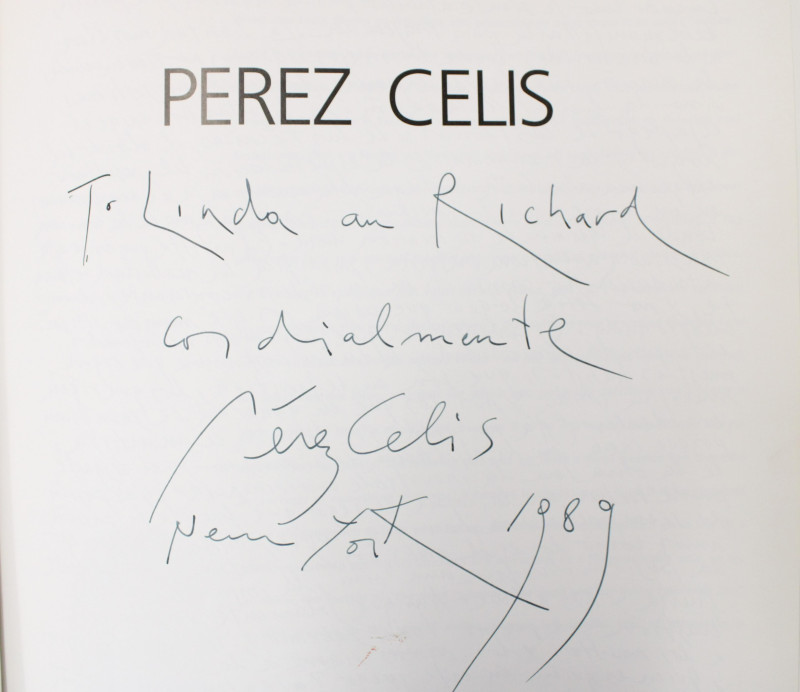 PEREZ CELIS
To Linda an Richard
cordialmente
Pérez Celis
New York 1989